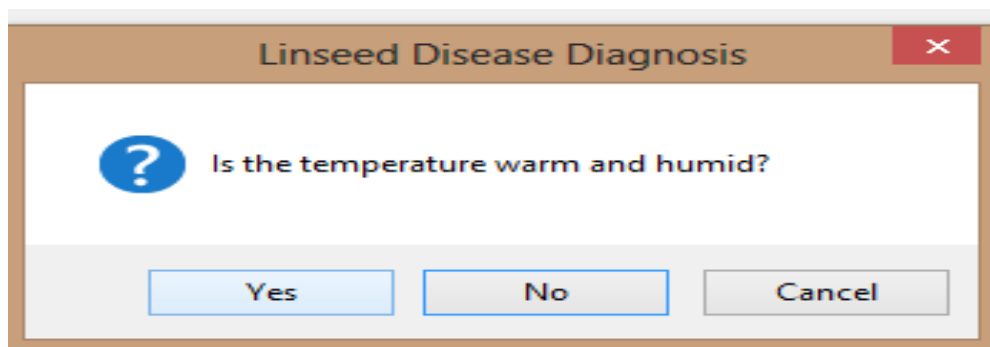 Linseed Disease Diagnosis
Is the temperature warm and humid?
Yes No Cancel